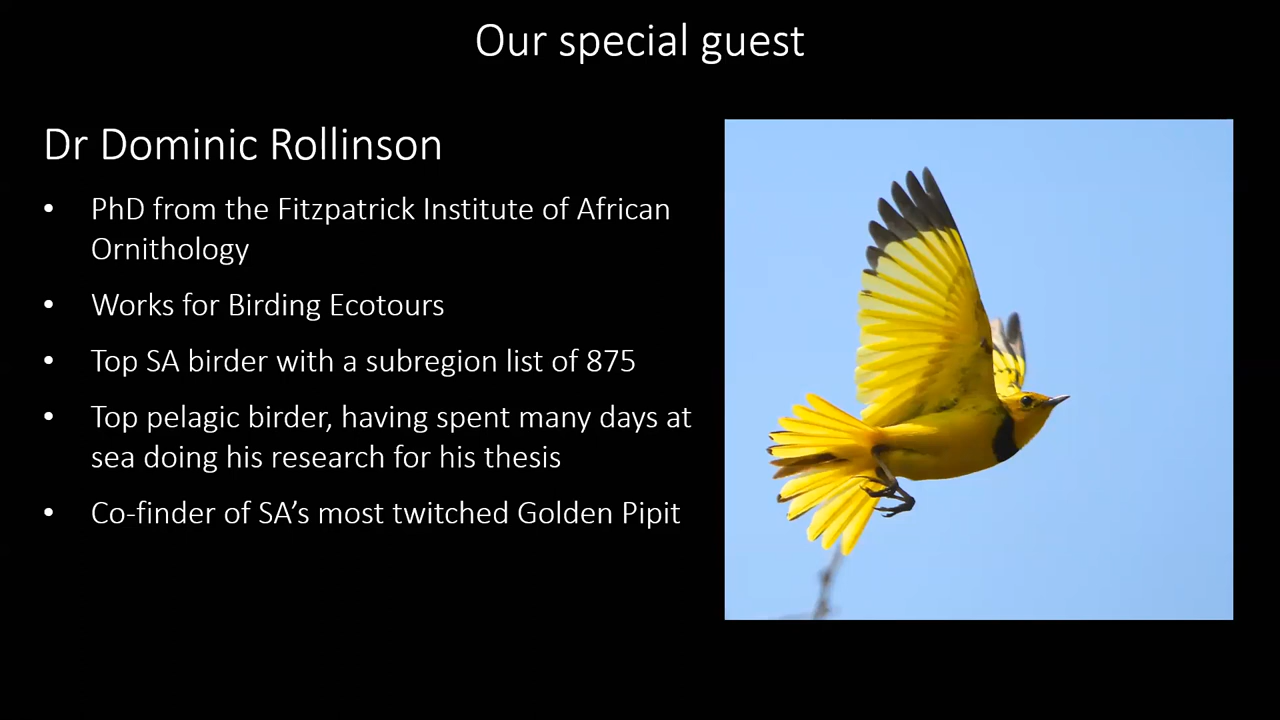 Our special guest
Dr Dominic Rollinson
• PhD from the Fitzpatrick Institute of African
Ornithology
• Works for Birding Ecotours
• Top SA birder with a subregion list of 875
• Top pelagic birder, having spent many days at
sea doing his research for his thesis
• Co-finder of SA’s most twitched Golden Pipit